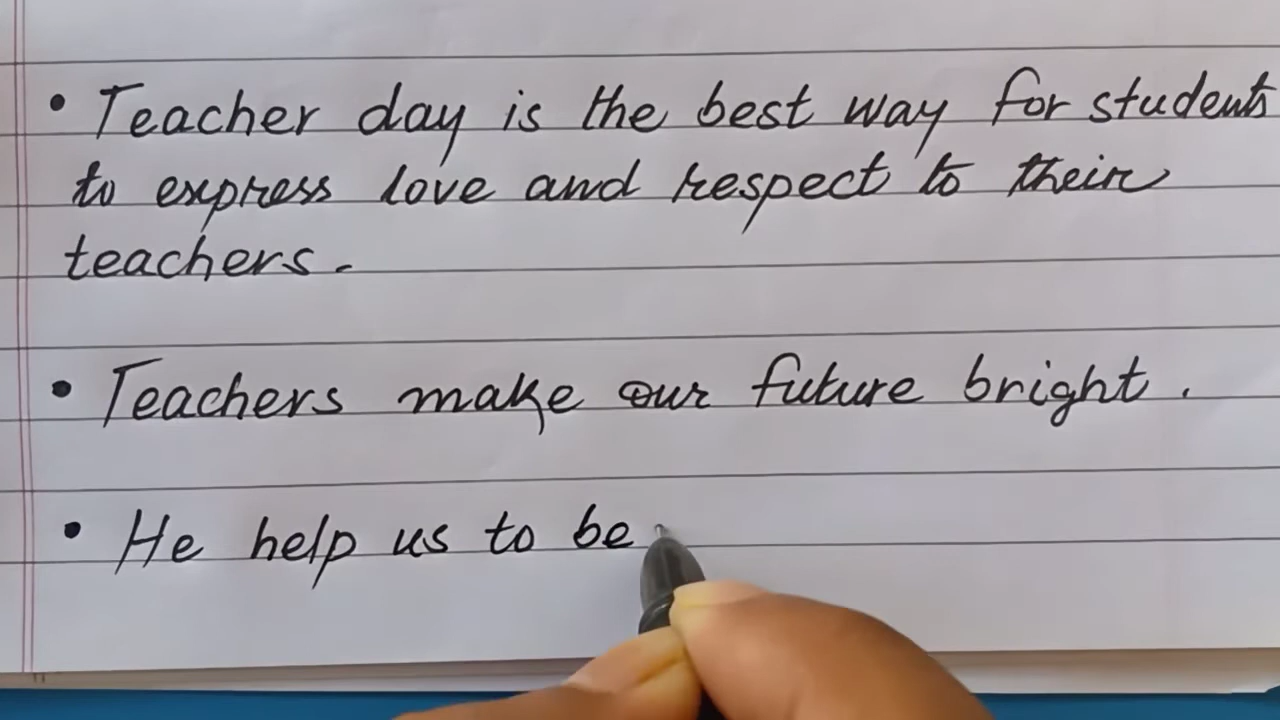 • Teacher day is the best way for students
to express love and respect to their
teachers.
• Teachers make our future bright.
• He help us to be